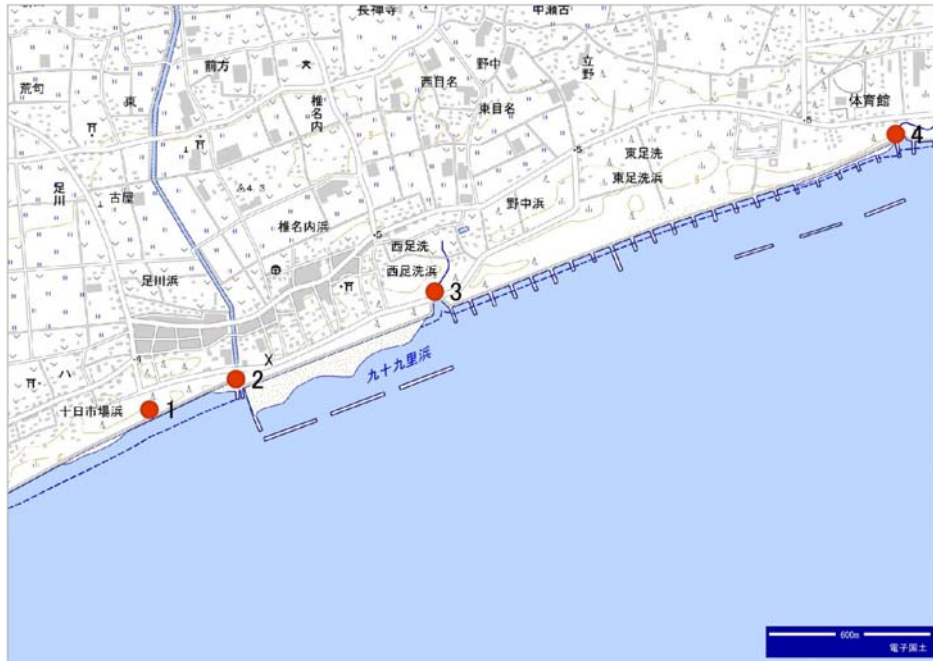 長禅寺
中瀬古
前方
野中
立野
荒句
東
西目名
東目名
椎名内
体育館
4
足川
古屋
4.3
東足洗
東足洗浜
野中浜
椎名内浜
西足洗
西足洗浜
足川浜
3
九十九里浜
X
ハ
2
十日市場浜
1
600m
電子国土